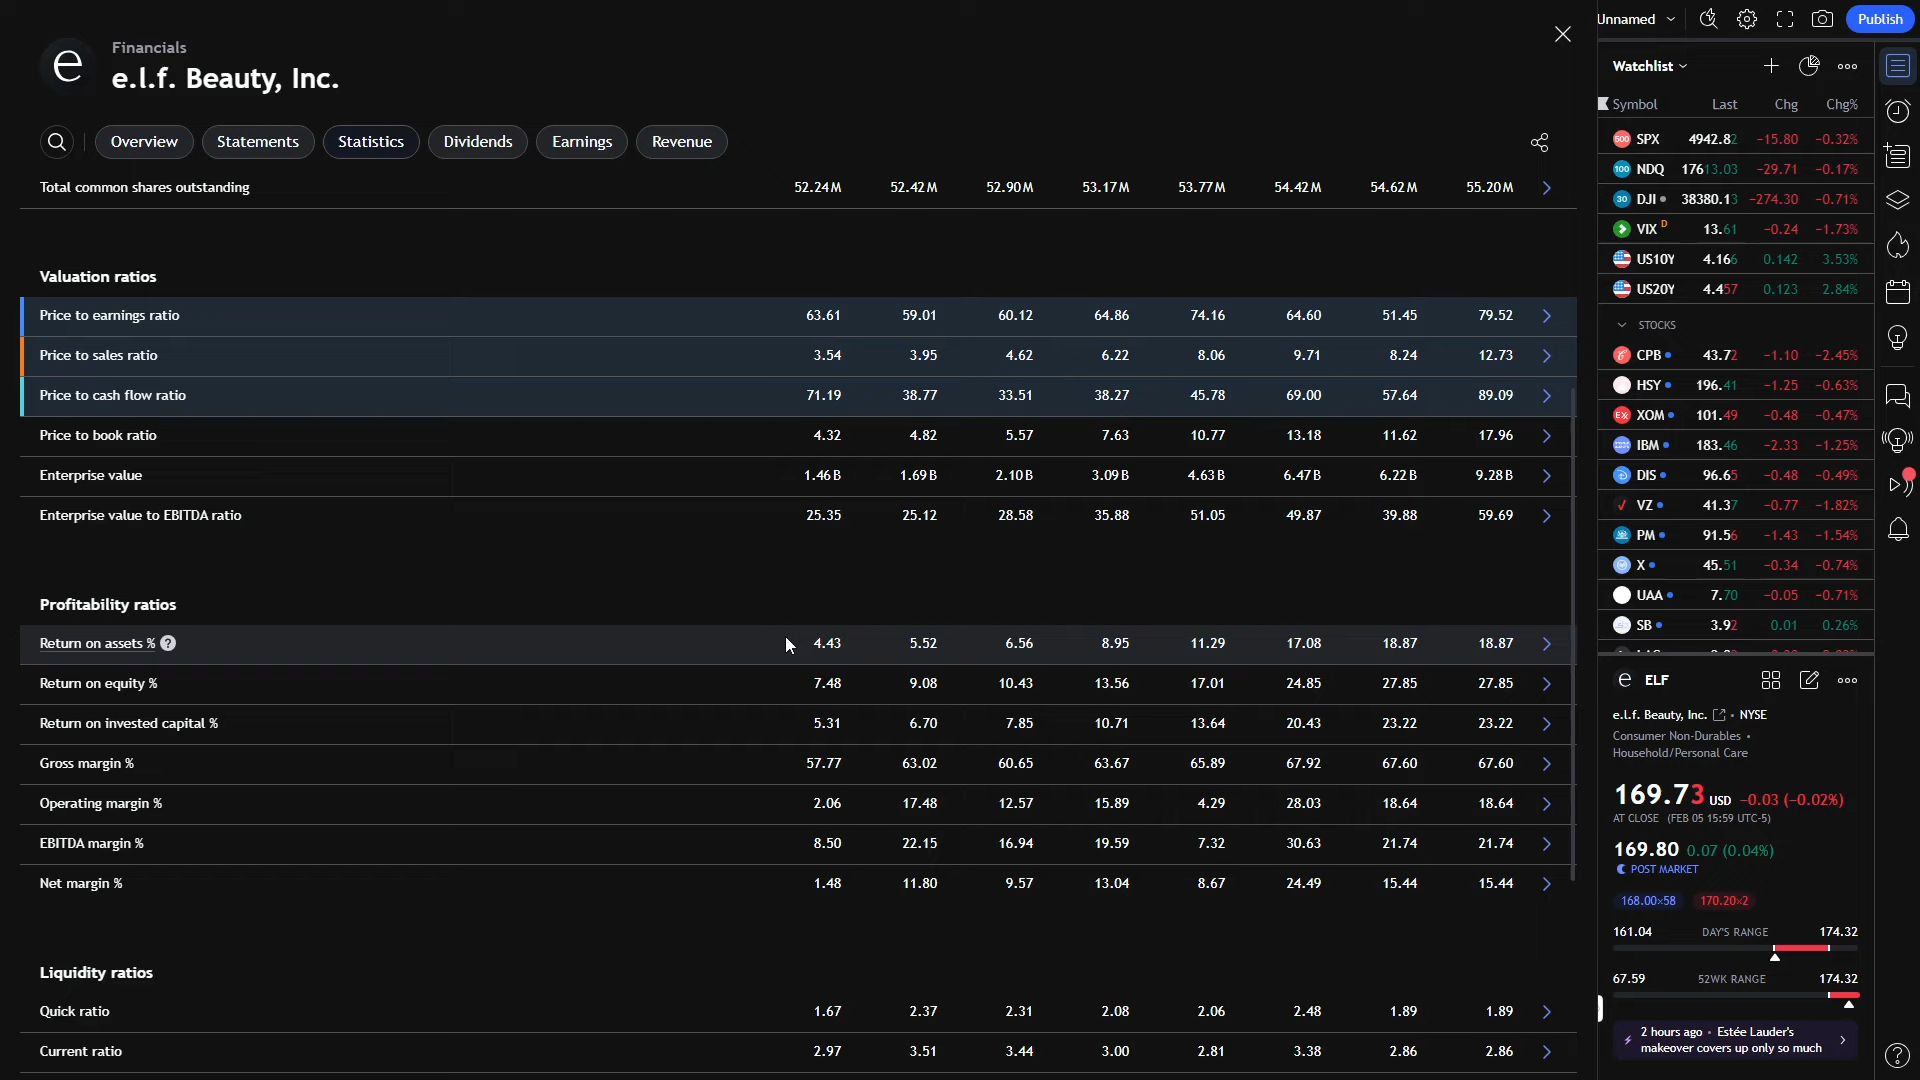 Financials
e.l.f. Beauty, Inc.
Overview Statements Statistics Dividends Earnings Revenue
Total common shares outstanding 52.24M 52.42M 52.90M 53.17M 53.77M 54.42M 54.62M 55.20M
Valuation ratios
Price to earnings ratio 63.61 59.01 60.12 64.86 74.16 64.60 51.45 79.52
Price to sales ratio 3.54 3.95 4.62 6.22 8.06 9.71 8.24 12.73
Price to cash flow ratio 71.19 38.77 33.51 38.27 45.78 69.00 57.64 89.09
Price to book ratio 4.32 4.82 5.57 7.63 10.77 13.18 11.62 17.96
Enterprise value 1.46B 1.69B 2.10B 3.09B 4.63B 6.47B 6.22B 9.28B
Enterprise value to EBITDA ratio 25.35 25.12 28.58 35.88 51.05 49.87 39.88 59.69
Profitability ratios
Return on assets % ? 4.43 5.52 6.56 8.95 11.29 17.08 18.87 18.87
Return on equity % 7.48 9.08 10.43 13.56 17.01 24.85 27.85 27.85
Return on invested capital % 5.31 6.70 7.85 10.71 13.64 20.43 23.22 23.22
Gross margin % 57.77 63.02 60.65 63.67 65.89 67.92 67.60 67.60
Operating margin % 2.06 17.48 12.57 15.89 4.29 28.03 18.64 18.64
EBITDA margin % 8.50 22.15 16.94 19.59 7.32 30.63 21.74 21.74
Net margin % 1.48 11.80 9.57 13.04 8.67 24.49 15.44 15.44
Liquidity ratios
Quick ratio 1.67 2.37 2.31 2.08 2.06 2.48 1.89 1.89
Current ratio 2.97 3.51 3.44 3.00 2.81 3.38 2.86 2.86
Unnamed Publish
Watchlist
Symbol Last Chg Chg%
500 SPX 4942.82 −15.80 −0.32%
100 NDQ 17613.03 −29.71 −0.17%
30 DJI 38380.13 −274.30 −0.71%
VIX D 13.61 −0.24 −1.73%
US10Y 4.166 0.142 3.53%
US20Y 4.457 0.123 2.84%
STOCKS
CPB 43.72 −1.10 −2.45%
HSY 196.41 −1.25 −0.63%
XOM 101.49 −0.48 −0.47%
IBM 183.46 −2.33 −1.25%
DIS 96.65 −0.48 −0.49%
VZ 41.37 −0.77 −1.82%
PM 91.56 −1.43 −1.54%
X 45.51 −0.34 −0.74%
UAA 7.70 −0.05 −0.71%
SB 3.92 0.01 0.26%
e ELF
e.l.f. Beauty, Inc. • NYSE
Consumer Non-Durables •
Household/Personal Care
169.73 USD −0.03 (−0.02%)
AT CLOSE (FEB 05 15:59 UTC-5)
169.80 0.07 (0.04%)
POST MARKET
168.00×58 170.20×2
161.04 DAY'S RANGE 174.32
67.59 52WK RANGE 174.32
2 hours ago • Estée Lauder's
makeover covers up only so much